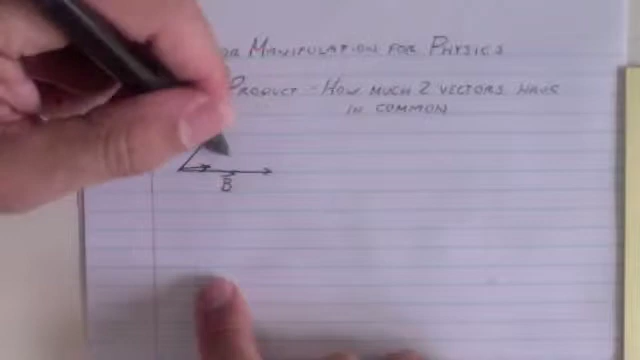 MANIPULATION FOR PHYSICS
PRODUCT - HOW MUCH 2 VECTORS HAVE
IN COMMON
B